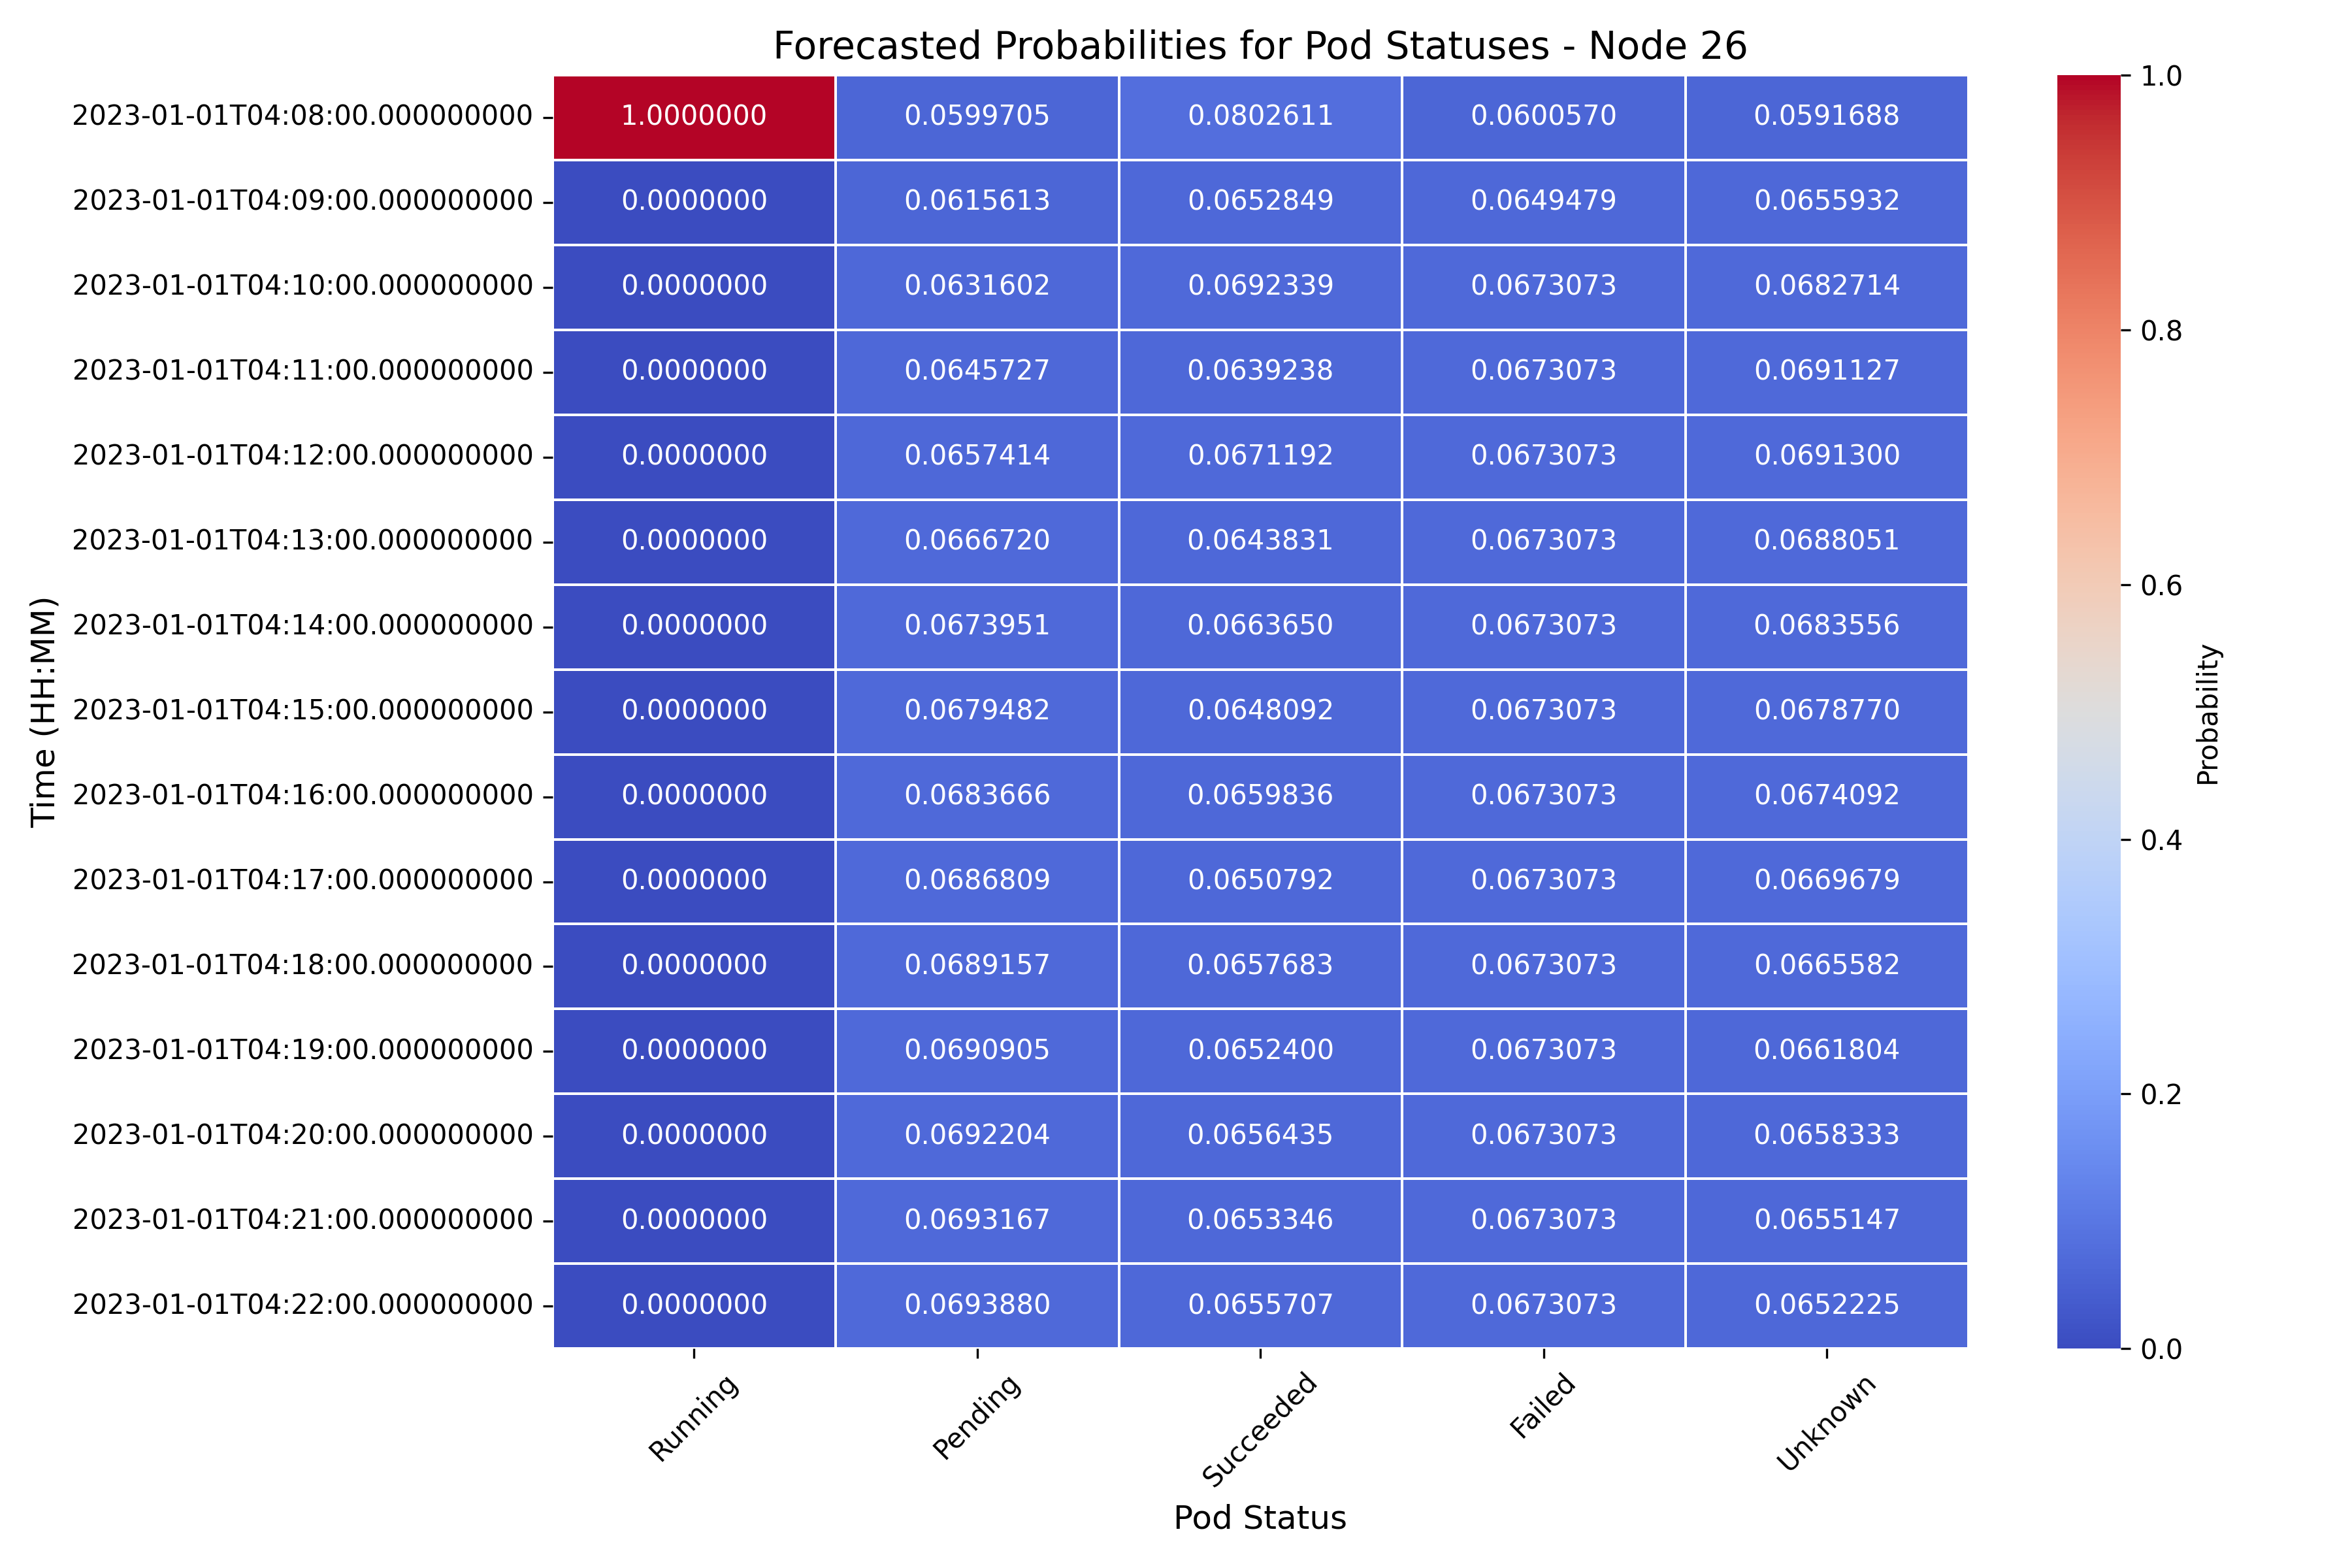 Forecasted Probabilities for Pod Statuses - Node 26
2023-01-01T04:08:00.000000000 1.0000000 0.0599705 0.0802611 0.0600570 0.0591688
2023-01-01T04:09:00.000000000 0.0000000 0.0615613 0.0652849 0.0649479 0.0655932
2023-01-01T04:10:00.000000000 0.0000000 0.0631602 0.0692339 0.0673073 0.0682714
2023-01-01T04:11:00.000000000 0.0000000 0.0645727 0.0639238 0.0673073 0.0691127
2023-01-01T04:12:00.000000000 0.0000000 0.0657414 0.0671192 0.0673073 0.0691300
2023-01-01T04:13:00.000000000 0.0000000 0.0666720 0.0643831 0.0673073 0.0688051
2023-01-01T04:14:00.000000000 0.0000000 0.0673951 0.0663650 0.0673073 0.0683556
2023-01-01T04:15:00.000000000 0.0000000 0.0679482 0.0648092 0.0673073 0.0678770
2023-01-01T04:16:00.000000000 0.0000000 0.0683666 0.0659836 0.0673073 0.0674092
2023-01-01T04:17:00.000000000 0.0000000 0.0686809 0.0650792 0.0673073 0.0669679
2023-01-01T04:18:00.000000000 0.0000000 0.0689157 0.0657683 0.0673073 0.0665582
2023-01-01T04:19:00.000000000 0.0000000 0.0690905 0.0652400 0.0673073 0.0661804
2023-01-01T04:20:00.000000000 0.0000000 0.0692204 0.0656435 0.0673073 0.0658333
2023-01-01T04:21:00.000000000 0.0000000 0.0693167 0.0653346 0.0673073 0.0655147
2023-01-01T04:22:00.000000000 0.0000000 0.0693880 0.0655707 0.0673073 0.0652225
Time (HH:MM)
Running Pending Succeeded Failed Unknown
Pod Status
1.0
0.8
0.6
0.4
0.2
0.0
Probability